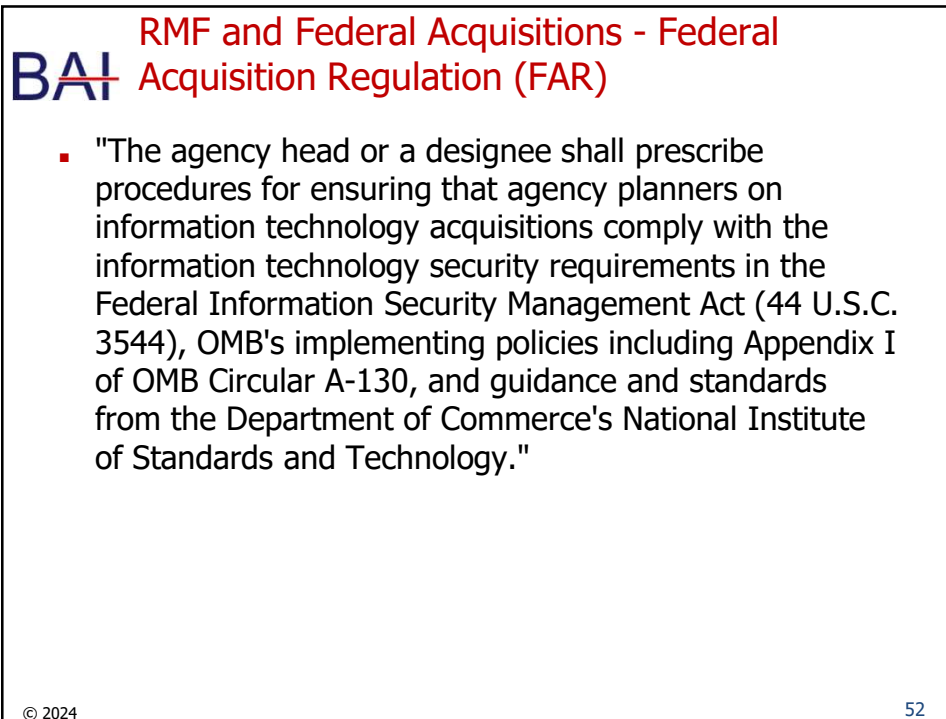 RMF and Federal Acquisitions - Federal
BAI Acquisition Regulation (FAR)
▪ "The agency head or a designee shall prescribe
procedures for ensuring that agency planners on
information technology acquisitions comply with the
information technology security requirements in the
Federal Information Security Management Act (44 U.S.C.
3544), OMB's implementing policies including Appendix I
of OMB Circular A-130, and guidance and standards
from the Department of Commerce's National Institute
of Standards and Technology."
© 2024 52